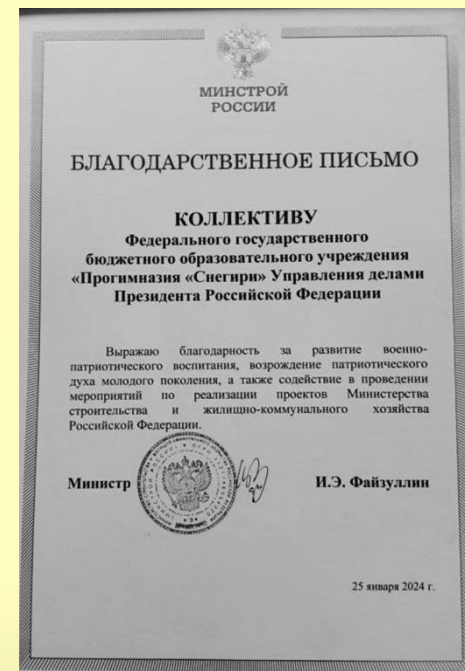 МИНСТРОЙ
РОССИИ
БЛАГОДАРСТВЕННОЕ ПИСЬМО
КОЛЛЕКТИВУ
Федерального государственного
бюджетного образовательного учреждения
«Прогимназия «Снегири» Управления делами
Президента Российской Федерации
Выражаю благодарность за развитие военно-
патриотического воспитания, возрождение патриотического
духа молодого поколения, а также содействие в проведении
мероприятий по реализации проектов Министерства
строительства и жилищно-коммунального хозяйства
Российской Федерации.
Министр И.Э. Файзуллин
25 января 2024 г.